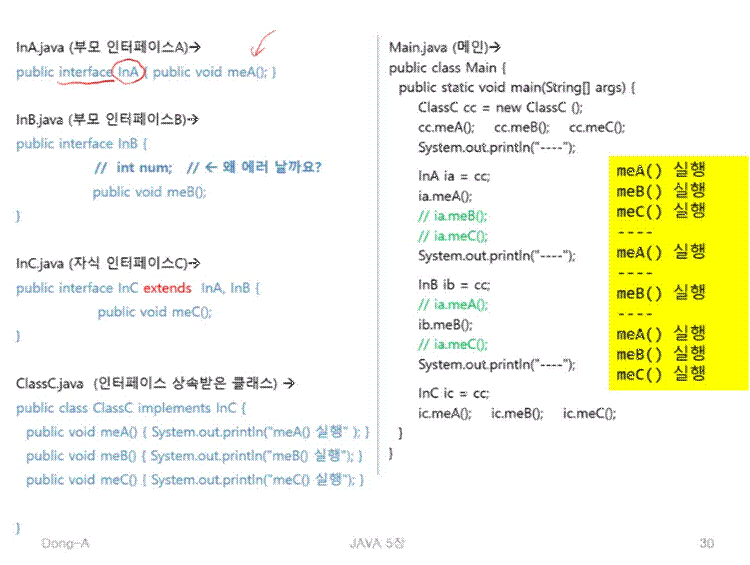 InA.java (부모 인터페이스A)→
public interface InA { public void meA(); }
InB.java (부모 인터페이스B)→
public interface InB {
// int num; // ← 왜 에러 날까요?
public void meB();
}
InC.java (자식 인터페이스C)→
public interface InC extends InA, InB {
public void meC();
}
ClassC.java (인터페이스 상속받은 클래스) →
public class ClassC implements InC {
public void meA() { System.out.println("meA() 실행" ); }
public void meB() { System.out.println("meB() 실행"); }
public void meC() { System.out.println("meC() 실행"); }
}
Main.java (메인)→
public class Main {
public static void main(String[] args) {
ClassC cc = new ClassC ();
cc.meA(); cc.meB(); cc.meC();
System.out.println("----");
InA ia = cc;
ia.meA();
// ia.meB();
// ia.meC();
System.out.println("----");
InB ib = cc;
// ia.meA();
ib.meB();
// ia.meC();
System.out.println("----");
InC ic = cc;
ic.meA(); ic.meB(); ic.meC();
}
}
meA() 실행
meB() 실행
meC() 실행
----
meA() 실행
----
meB() 실행
----
meA() 실행
meB() 실행
meC() 실행
Dong-A
JAVA 5장
30